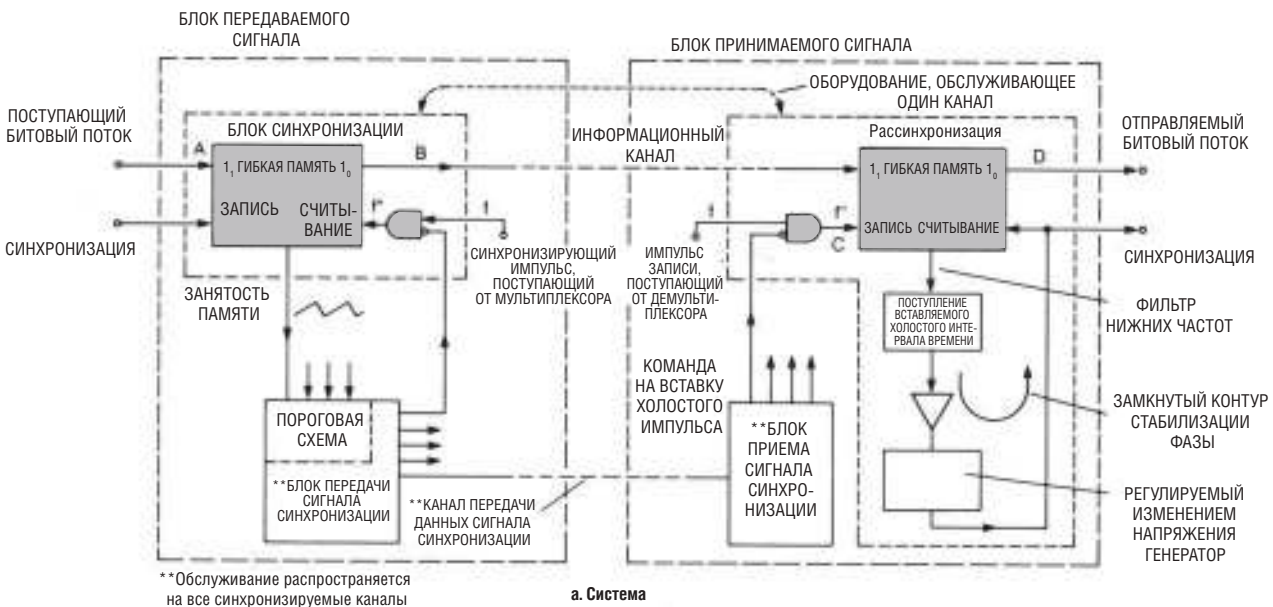 БЛОК ПЕРЕДАВАЕМОГО
СИГНАЛА
БЛОК ПРИНИМАЕМОГО СИГНАЛА
ОБОРУДОВАНИЕ, ОБСЛУЖИВАЮЩЕЕ
ОДИН КАНАЛ
ПОСТУПАЮЩИЙ
БИТОВЫЙ ПОТОК
БЛОК СИНХРОНИЗАЦИИ
ИНФОРМАЦИОННЫЙ
КАНАЛ
Рассинхронизация
ОТПРАВЛЯЕМЫЙ
БИТОВЫЙ ПОТОК
A
B
D
1₁ ГИБКАЯ ПАМЯТЬ 1₀
1₁ ГИБКАЯ ПАМЯТЬ 1₀
ЗАПИСЬ
СЧИТЫ-
ВАНИЕ
f"
f
f
f"
C
ЗАПИСЬ СЧИТЫВАНИЕ
СИНХРОНИЗАЦИЯ
СИНХРОНИЗИРУЮЩИЙ
ИМПУЛЬС,
ПОСТУПАЮЩИЙ
ОТ МУЛЬТИПЛЕКСОРА
ИМПУЛЬС
ЗАПИСИ,
ПОСТУПАЮЩИЙ
ОТ ДЕМУЛЬТИ-
ПЛЕКСОРА
СИНХРОНИЗАЦИЯ
ЗАНЯТОСТЬ
ПАМЯТИ
ПОСТУПЛЕНИЕ
ВСТАВЛЯЕМОГО
ХОЛОСТОГО ИНТЕ-
РВАЛА ВРЕМЕНИ
ФИЛЬТР
НИЖНИХ ЧАСТОТ
КОМАНДА
НА ВСТАВКУ
ХОЛОСТОГО
ИМПУЛЬСА
ЗАМКНУТЫЙ КОНТУР
СТАБИЛИЗАЦИИ
ФАЗЫ
ПОРОГОВАЯ
СХЕМА
**БЛОК ПЕРЕДАЧИ
СИГНАЛА
СИНХРОНИЗАЦИИ
**КАНАЛ ПЕРЕДАЧИ
ДАННЫХ СИГНАЛА
СИНХРОНИЗАЦИИ
**БЛОК
ПРИЕМА
СИГНАЛА
СИНХРО-
НИЗАЦИИ
РЕГУЛИРУЕМЫЙ
ИЗМЕНЕНИЕМ
НАПРЯЖЕНИЯ
ГЕНЕРАТОР
**Обслуживание распространяется
на все синхронизируемые каналы
а. Система